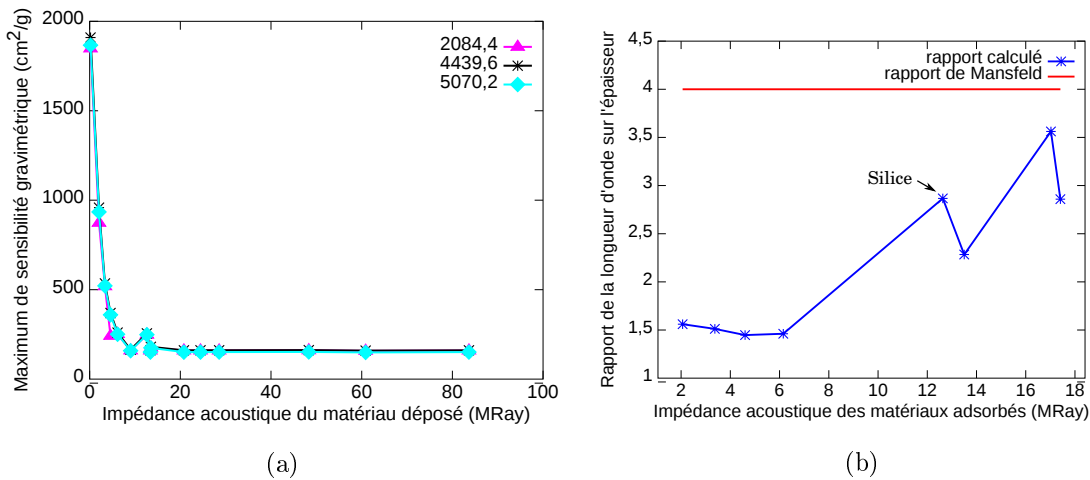 2000
1500
1000
500
0
Maximum de sensibilité gravimétrique (cm²/g)
2084,4
4439,6
5070,2
0 20 40 60 80 100
Impédance acoustique du matériau déposé (MRay)
(a)
4,5
4
3,5
3
2,5
2
1,5
1
Rapport de la longueur d'onde sur l'épaisseur
rapport calculé
rapport de Mansfeld
Silice
2 4 6 8 10 12 14 16 18
Impédance acoustique des matériaux adsorbés (MRay)
(b)